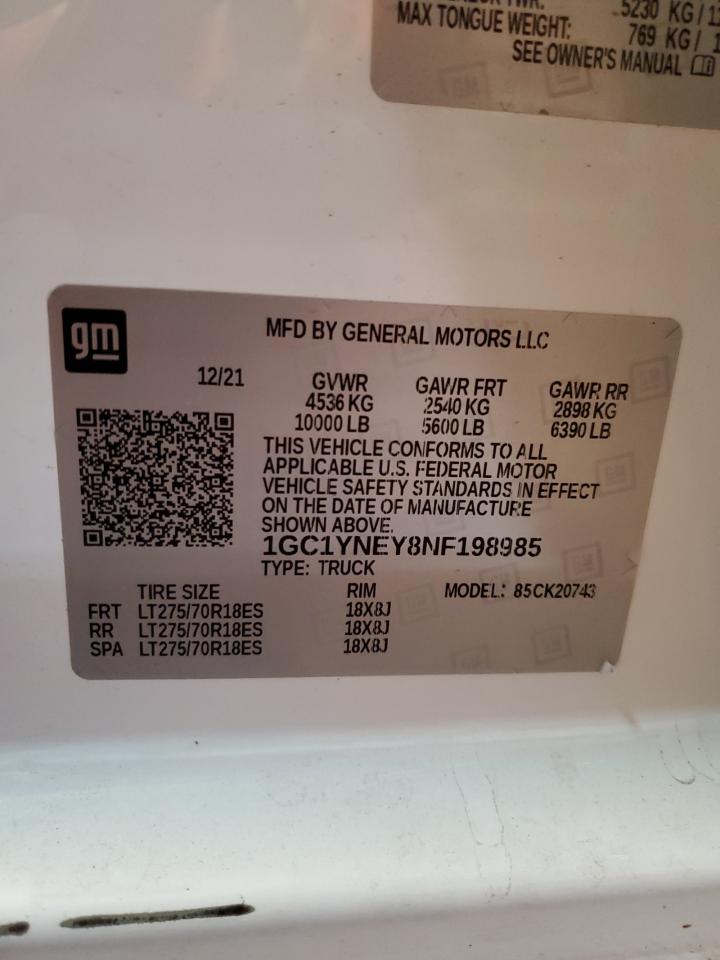 MAX TONGUE WEIGHT: 769 KG /
SEE OWNER'S MANUAL
gm
MFD BY GENERAL MOTORS LLC
12/21
GVWR GAWR FRT GAWR RR
4536 KG 2540 KG 2898 KG
10000 LB 5600 LB 6390 LB
THIS VEHICLE CONFORMS TO ALL
APPLICABLE U.S. FEDERAL MOTOR
VEHICLE SAFETY STANDARDS IN EFFECT
ON THE DATE OF MANUFACTURE
SHOWN ABOVE.
1GC1YNEY8NF198985
TYPE: TRUCK
TIRE SIZE RIM MODEL: 85CK20743
FRT LT275/70R18ES 18X8J
RR LT275/70R18ES 18X8J
SPA LT275/70R18ES 18X8J